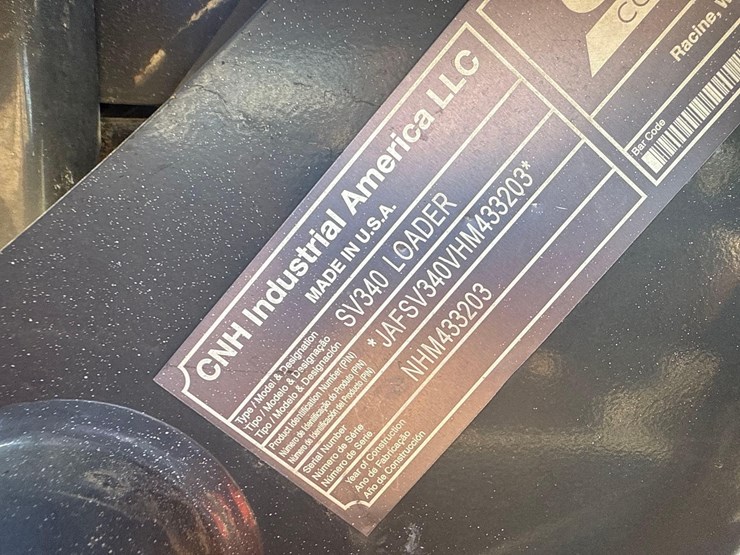 CNH Industrial America LLC
MADE IN U.S.A.
Type / Model & Designation
Tipo / Modelo & Designação
Tipo / Modelo & Designación
SV340 LOADER
Product Identification Number (PIN)
Número de Identificação do Produto (PIN)
Número de Identificación del Producto (PIN)
*JAFSV340VHM433203*
Serial Number
Número de Série
Número de Serie
NHM433203
Year of Construction
Ano de Fabricação
Año de Construcción
Racine, W
Bar Code